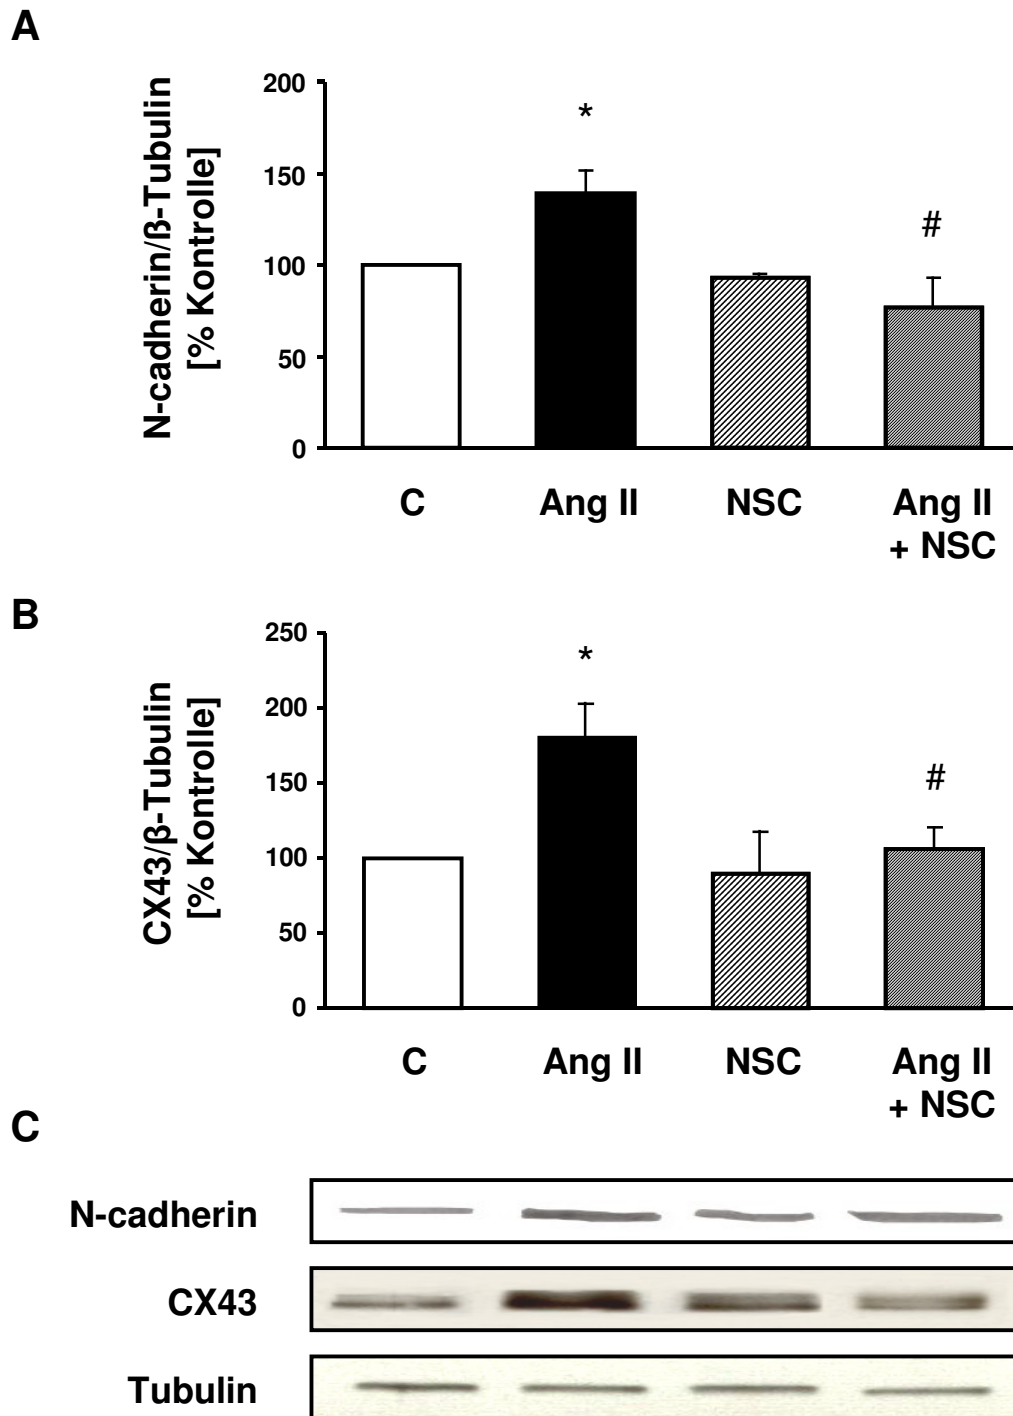 A
N-cadherin/ß-Tubulin
[% Kontrolle]
200
150
100
50
0
*
#
C
Ang II
NSC
Ang II
+ NSC
B
CX43/β-Tubulin
[% Kontrolle]
250
200
150
100
50
0
*
#
C
Ang II
NSC
Ang II
+ NSC
C
N-cadherin
CX43
Tubulin